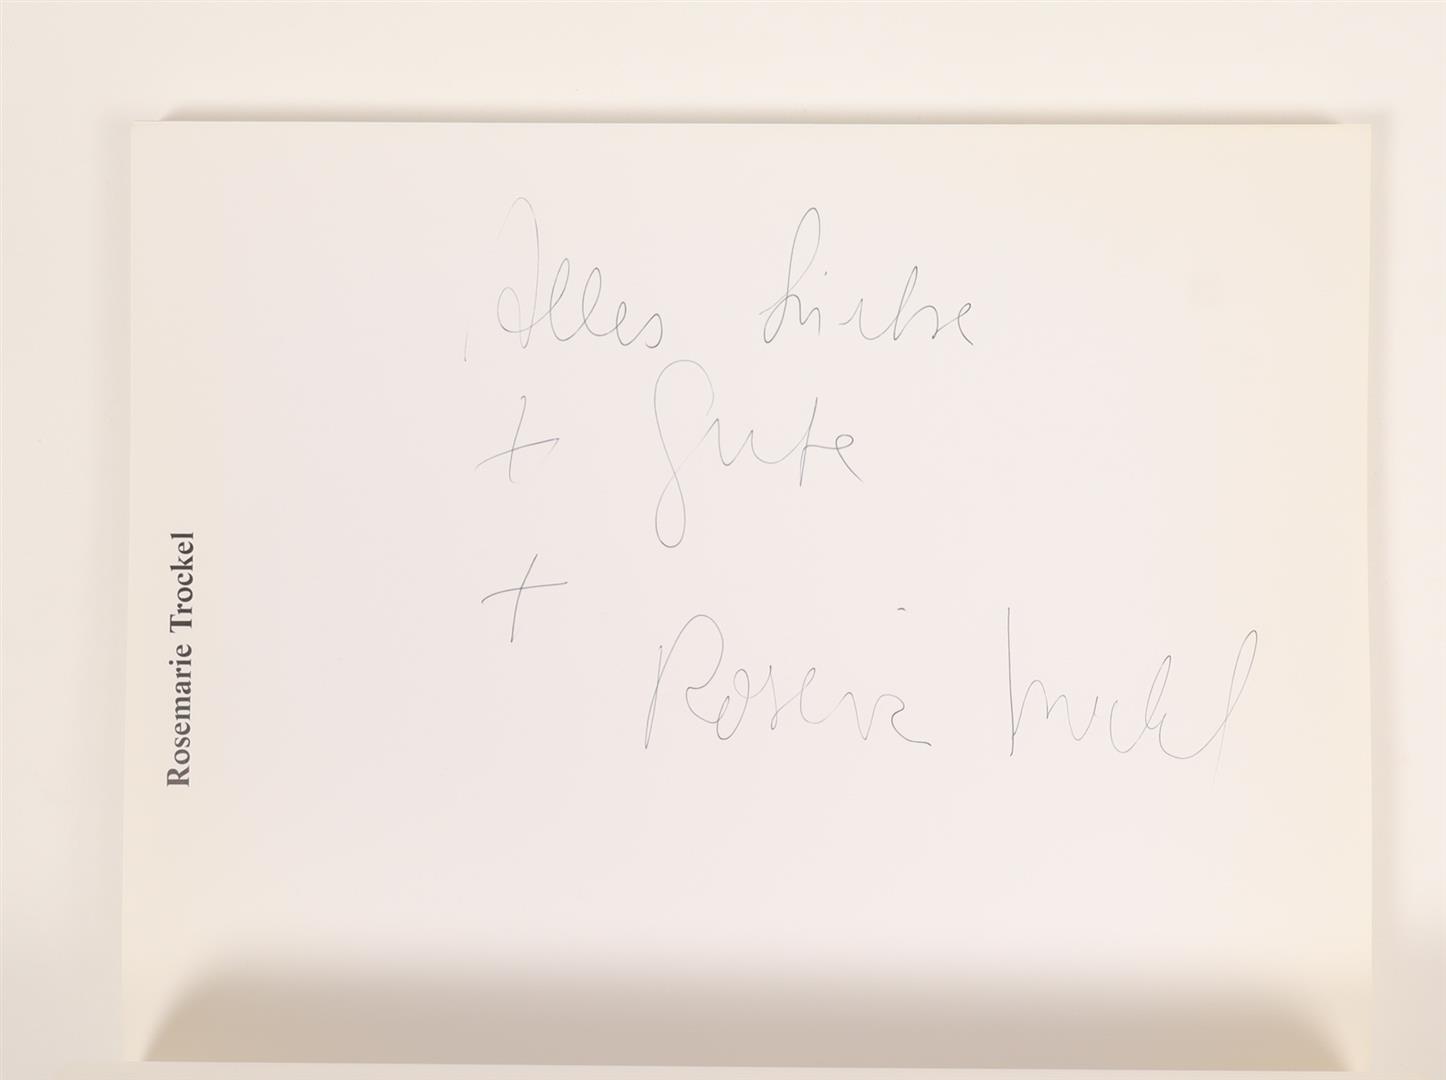 Alles Liebe
+ Gute
+
Rosemarie Trockel
Rosemarie Trockel